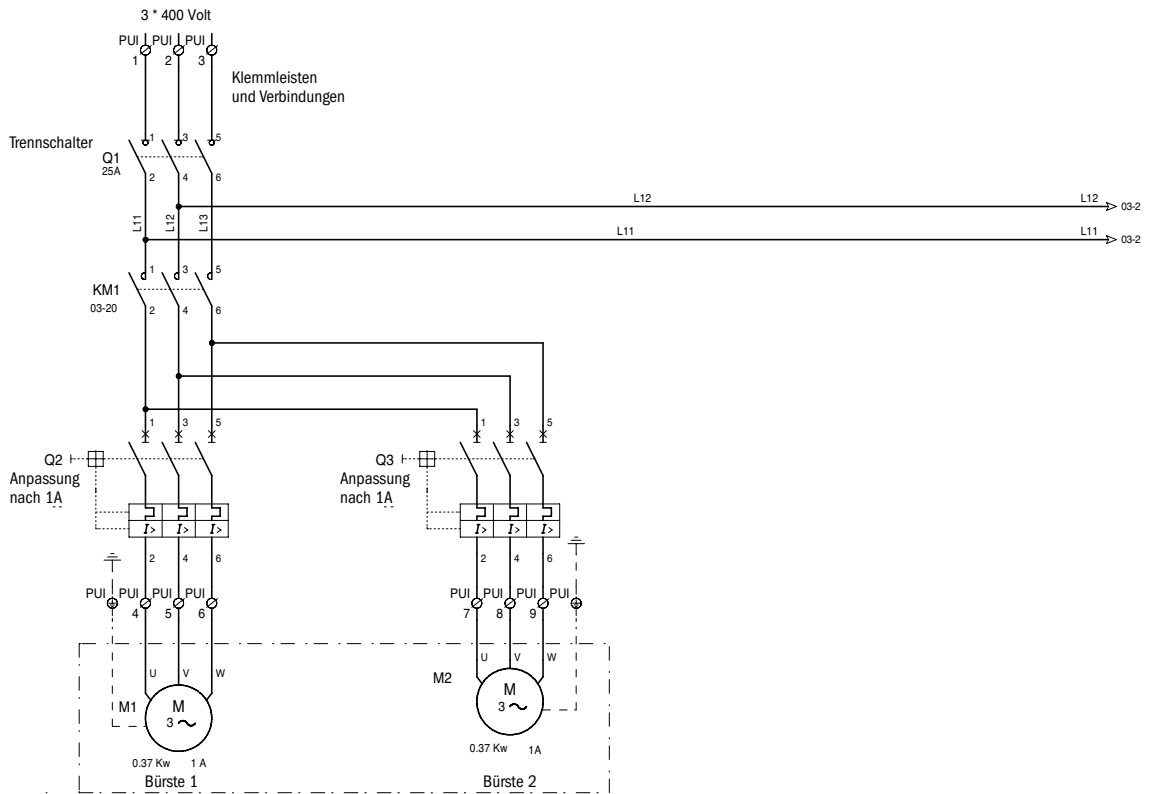 3 * 400 Volt
PUI PUI PUI
1 2 3
Klemmleisten
und Verbindungen
Trennschalter
1 3 5
Q1
25A
2 4 6
L12 L12 03-2
L11 L12 L13
L11 L11 03-2
1 3 5
KM1
03-20
2 4 6
1 3 5
1 3 5
Q2
Anpassung
nach 1A
Q3
Anpassung
nach 1A
I> I> I>
I> I> I>
2 4 6
2 4 6
PUI PUI PUI PUI
4 5 6
PUI PUI PUI PUI
7 8 9
U V W
U V W
M1
M
3
M2
M
3
0.37 Kw 1 A
0.37 Kw 1A
Bürste 1
Bürste 2